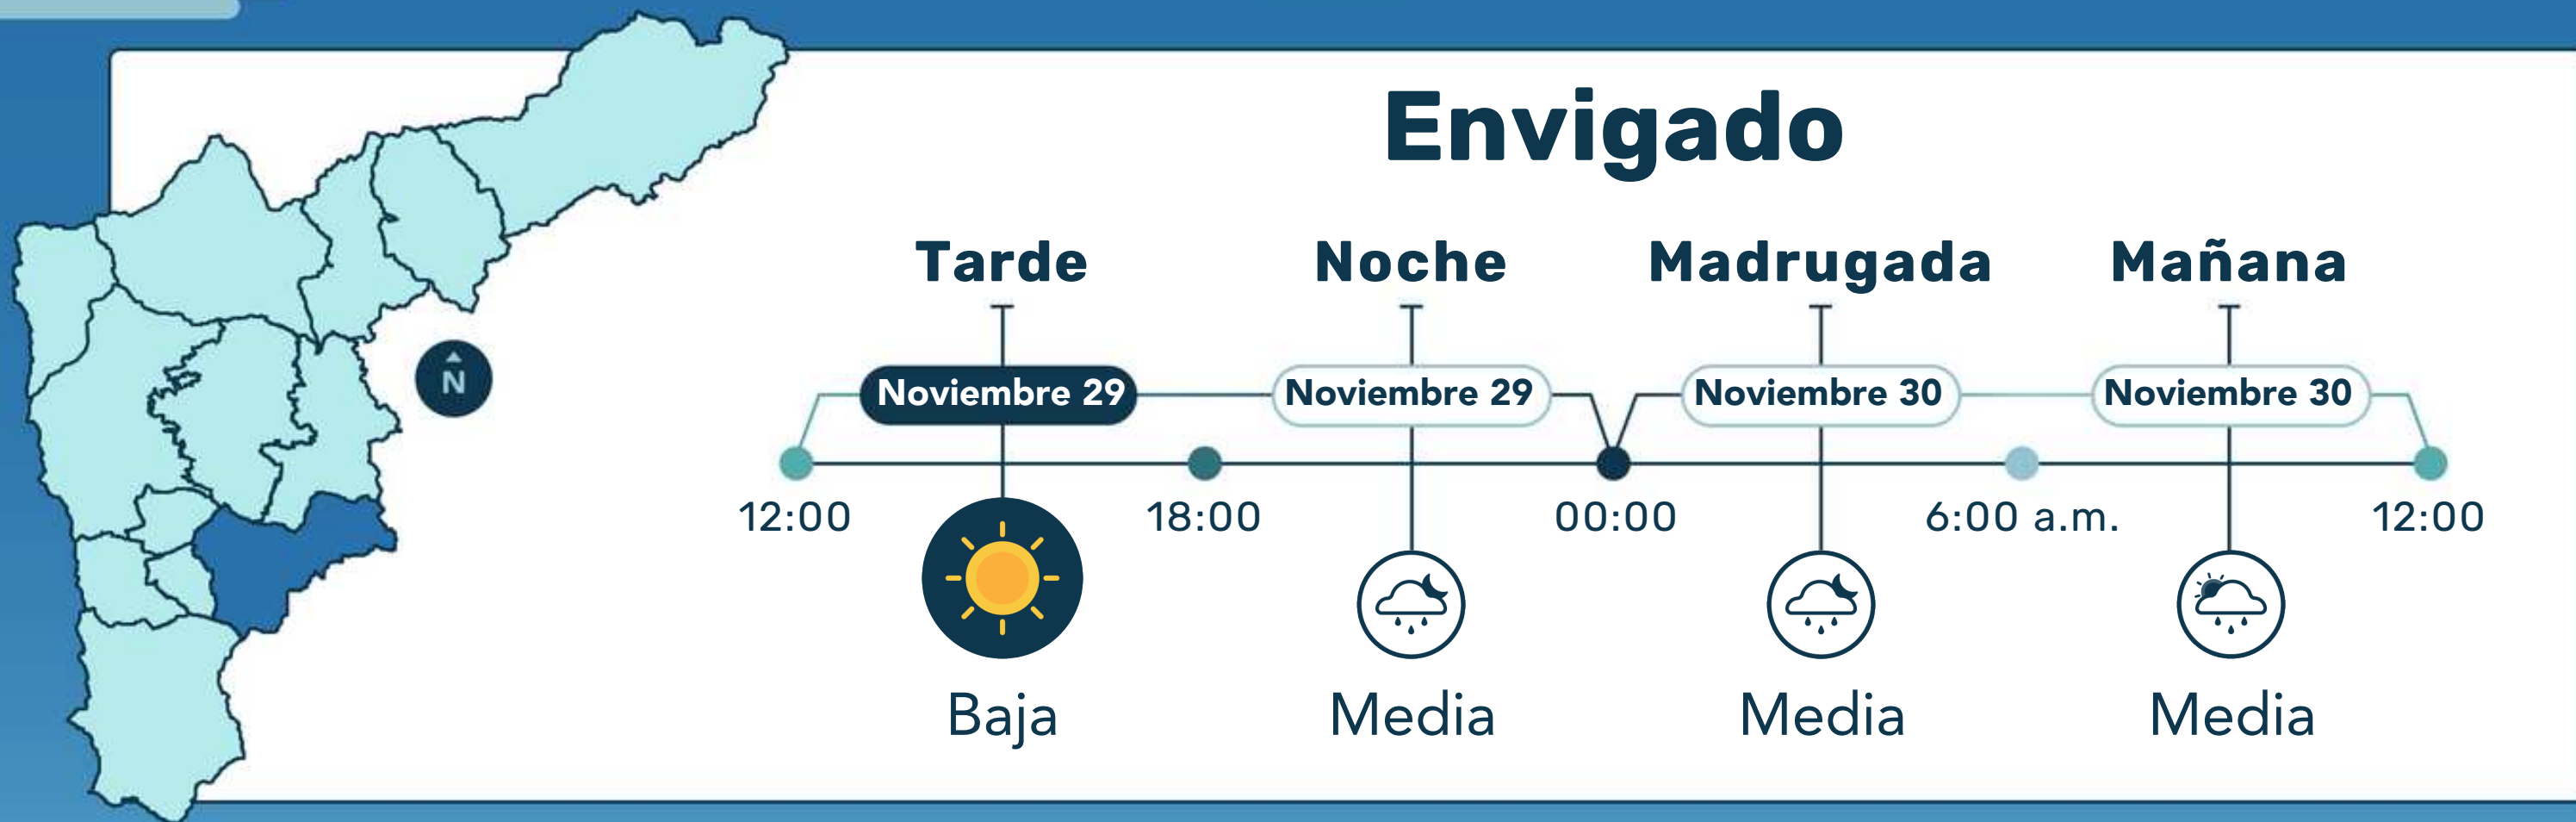 Envigado
Tarde Noche Madrugada Mañana
Noviembre 29 Noviembre 29 Noviembre 30 Noviembre 30
N
12:00 18:00 00:00 6:00 a.m. 12:00
Baja Media Media Media